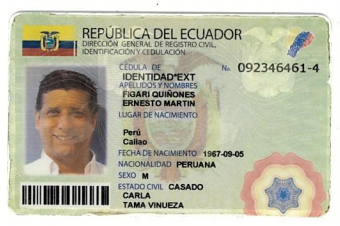 REPÚBLICA DEL ECUADOR
DIRECCIÓN GENERAL DE REGISTRO CIVIL,
IDENTIFICACIÓN Y CEDULACIÓN
CÉDULA DE No. 092346461-4
IDENTIDAD*EXT
APELLIDOS Y NOMBRES
FIGARI QUIÑONES
ERNESTO MARTIN
LUGAR DE NACIMIENTO
Perú
Callao
FECHA DE NACIMIENTO 1967-09-05
NACIONALIDAD PERUANA
SEXO M
ESTADO CIVIL CASADO
CARLA
TAMA VINUEZA